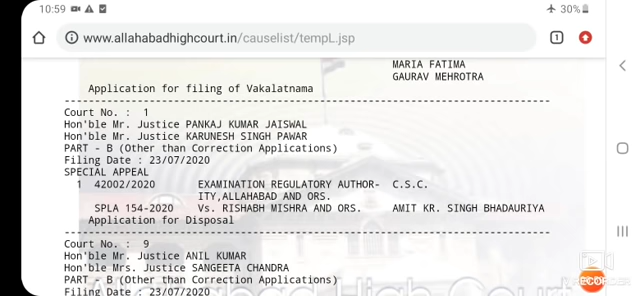 10:59
30%
www.allahabadhighcourt.in/causelist/tempL.jsp
1
MARIA FATIMA
GAURAV MEHROTRA
Application for filing of Vakalatnama
--------------------------------------------------------------------------------
Court No. : 1
Hon'ble Mr. Justice PANKAJ KUMAR JAISWAL
Hon'ble Mr. Justice KARUNESH SINGH PAWAR
PART - B (Other than Correction Applications)
Filing Date : 23/07/2020
SPECIAL APPEAL
1 42002/2020 EXAMINATION REGULATORY AUTHOR- C.S.C.
ITY,ALLAHABAD AND ORS.
SPLA 154-2020 Vs. RISHABH MISHRA AND ORS. AMIT KR. SINGH BHADAURIYA
Application for Disposal
--------------------------------------------------------------------------------
Court No. : 9
Hon'ble Mr. Justice ANIL KUMAR
Hon'ble Mrs. Justice SANGEETA CHANDRA
PART - B (Other than Correction Applications)
Filing Date : 23/07/2020
High Court
RECORDER